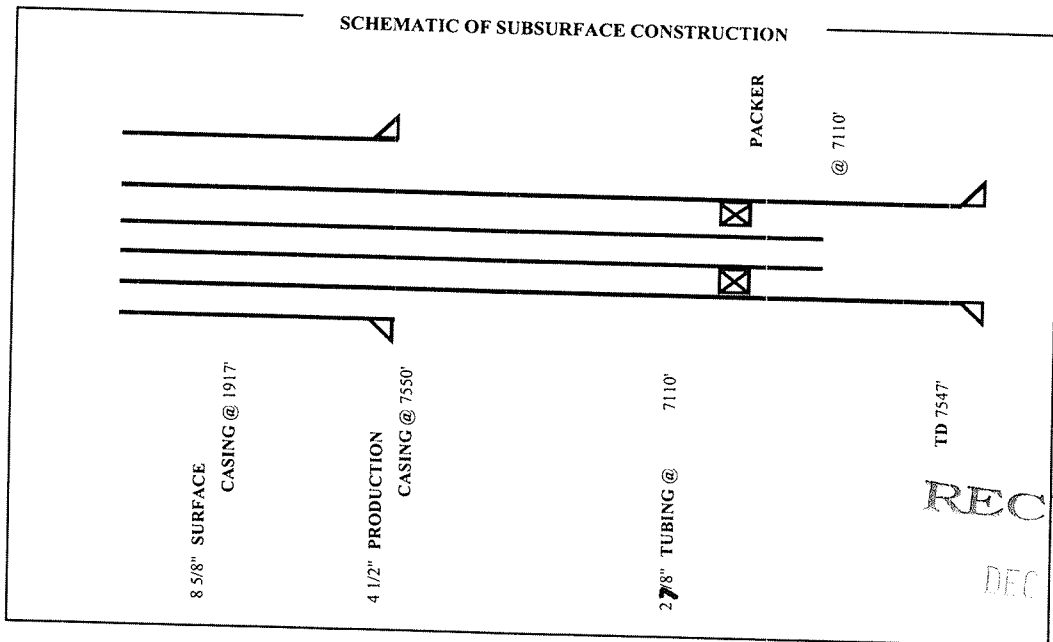 SCHEMATIC OF SUBSURFACE CONSTRUCTION
PACKER
@ 7110'
8 5/8" SURFACE
CASING @ 1917'
4 1/2" PRODUCTION
CASING @ 7550'
2 7/8" TUBING @ 7110'
TD 7547'
REC
DEC